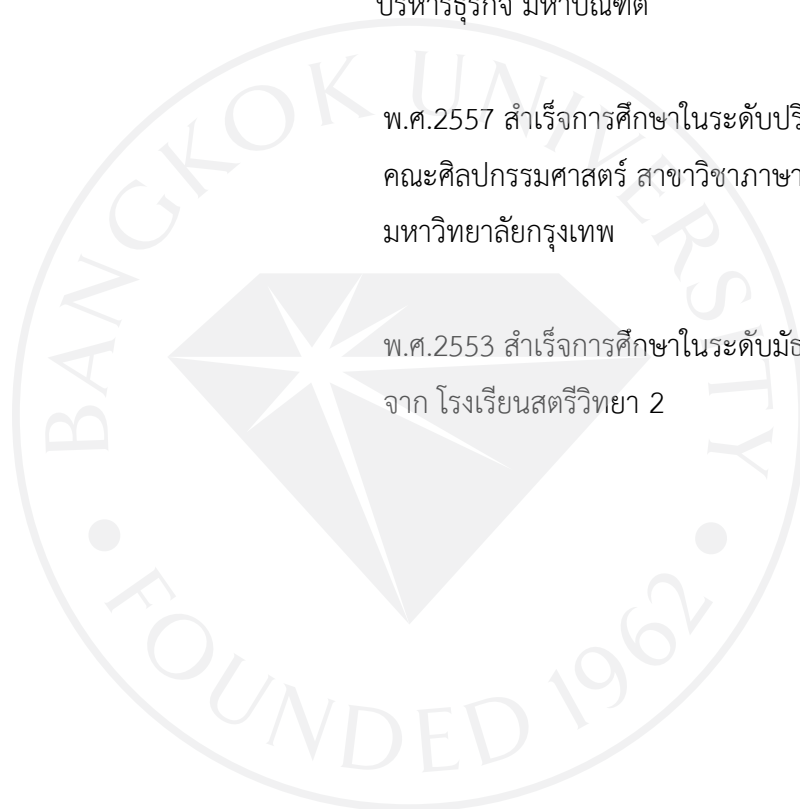 บริหารธุรกิจ มหาบัณฑิต
พ.ศ.2557 สำเร็จการศึกษาในระดับปริ
คณะศิลปกรรมศาสตร์ สาขาวิชาภาษา
มหาวิทยาลัยกรุงเทพ
พ.ศ.2553 สำเร็จการศึกษาในระดับมัธ
จาก โรงเรียนสตรีวิทยา 2
BANGKOK UNIVERSITY
• FOUNDED 1962 •